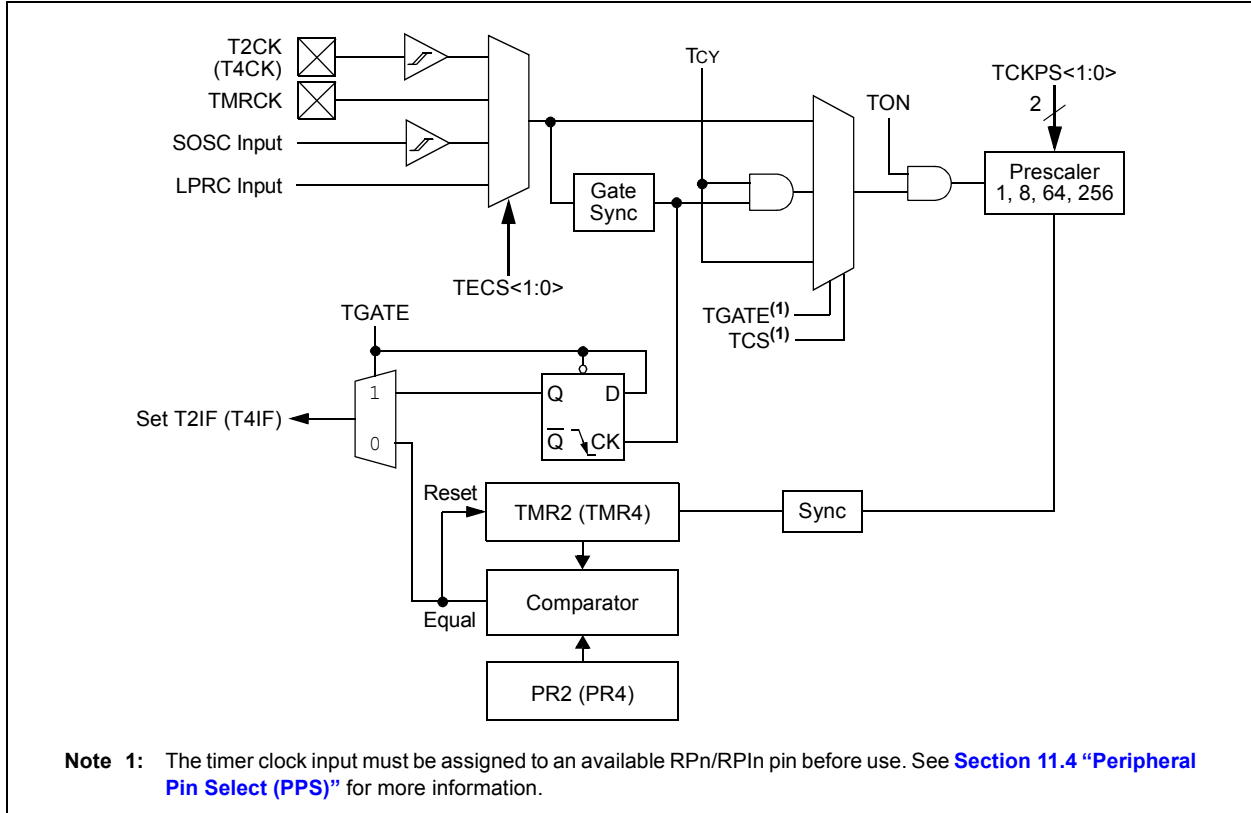 T2CK
(T4CK)
TMRCK
SOSC Input
LPRC Input
TECS<1:0>
Gate
Sync
TCY
TON
TCKPS<1:0>
2
Prescaler
1, 8, 64, 256
TGATE(1)
TCS(1)
TGATE
1
0
Set T2IF (T4IF)
Q D
Q CK
Reset
TMR2 (TMR4)
Sync
Comparator
Equal
PR2 (PR4)
Note 1: The timer clock input must be assigned to an available RPn/RPIn pin before use. See Section 11.4 “Peripheral
Pin Select (PPS)” for more information.